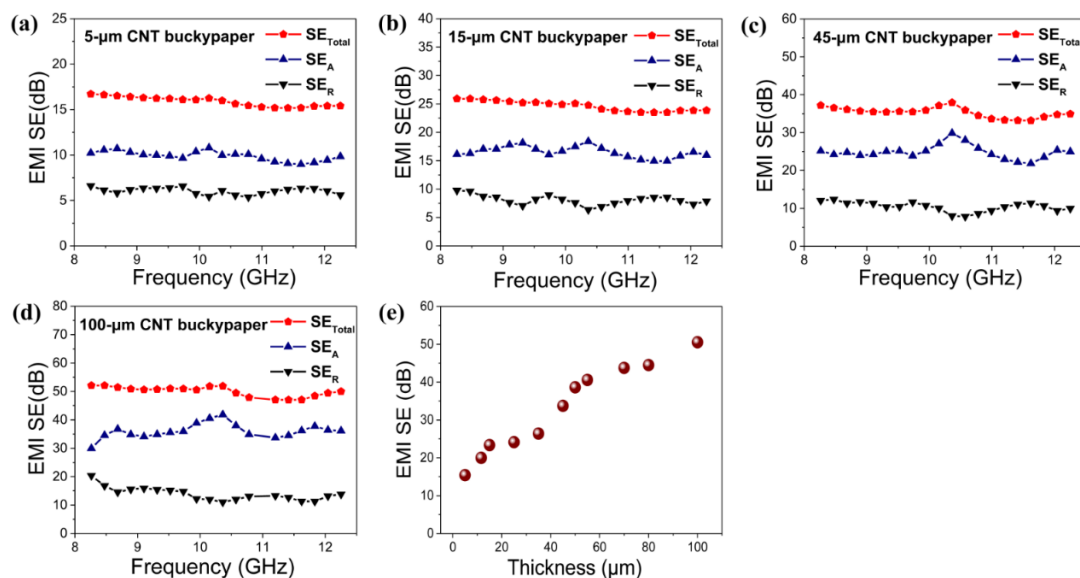 (a)
5-μm CNT buckypaper
SE_Total
SE_A
SE_R
EMI SE(dB)
25
20
15
10
5
0
8 9 10 11 12
Frequency (GHz)
(b)
15-μm CNT buckypaper
SE_Total
SE_A
SE_R
EMI SE(dB)
40
35
30
25
20
15
10
5
0
8 9 10 11 12
Frequency (GHz)
(c)
45-μm CNT buckypaper
SE_Total
SE_A
SE_R
EMI SE(dB)
60
50
40
30
20
10
0
8 9 10 11 12
Frequency (GHz)
(d)
100-μm CNT buckypaper
SE_Total
SE_A
SE_R
EMI SE(dB)
80
70
60
50
40
30
20
10
0
8 9 10 11 12
Frequency (GHz)
(e)
EMI SE (dB)
60
50
40
30
20
10
0
0 20 40 60 80 100
Thickness (μm)